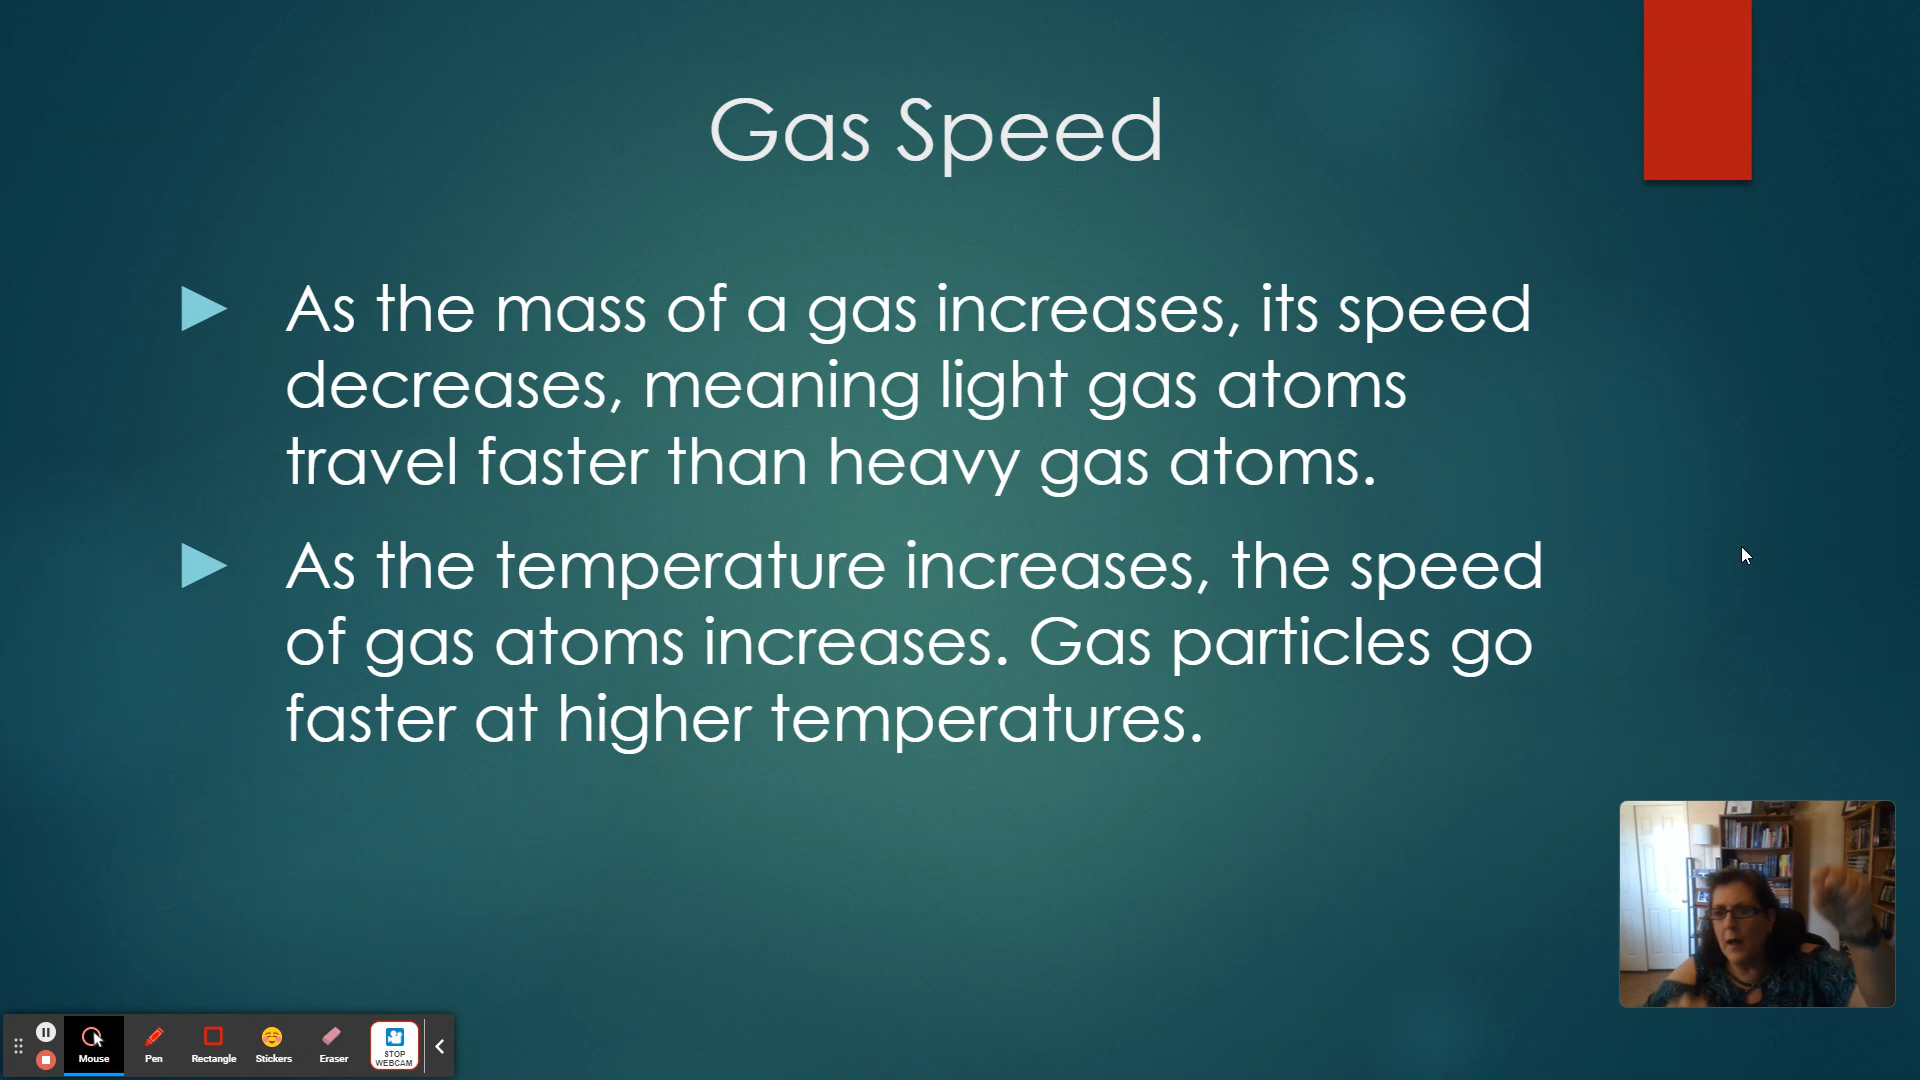 Gas Speed
As the mass of a gas increases, its speed
decreases, meaning light gas atoms
travel faster than heavy gas atoms.
As the temperature increases, the speed
of gas atoms increases. Gas particles go
faster at higher temperatures.
Mouse
Pen
Rectangle
Stickers
Eraser
STOP
WEBCAM